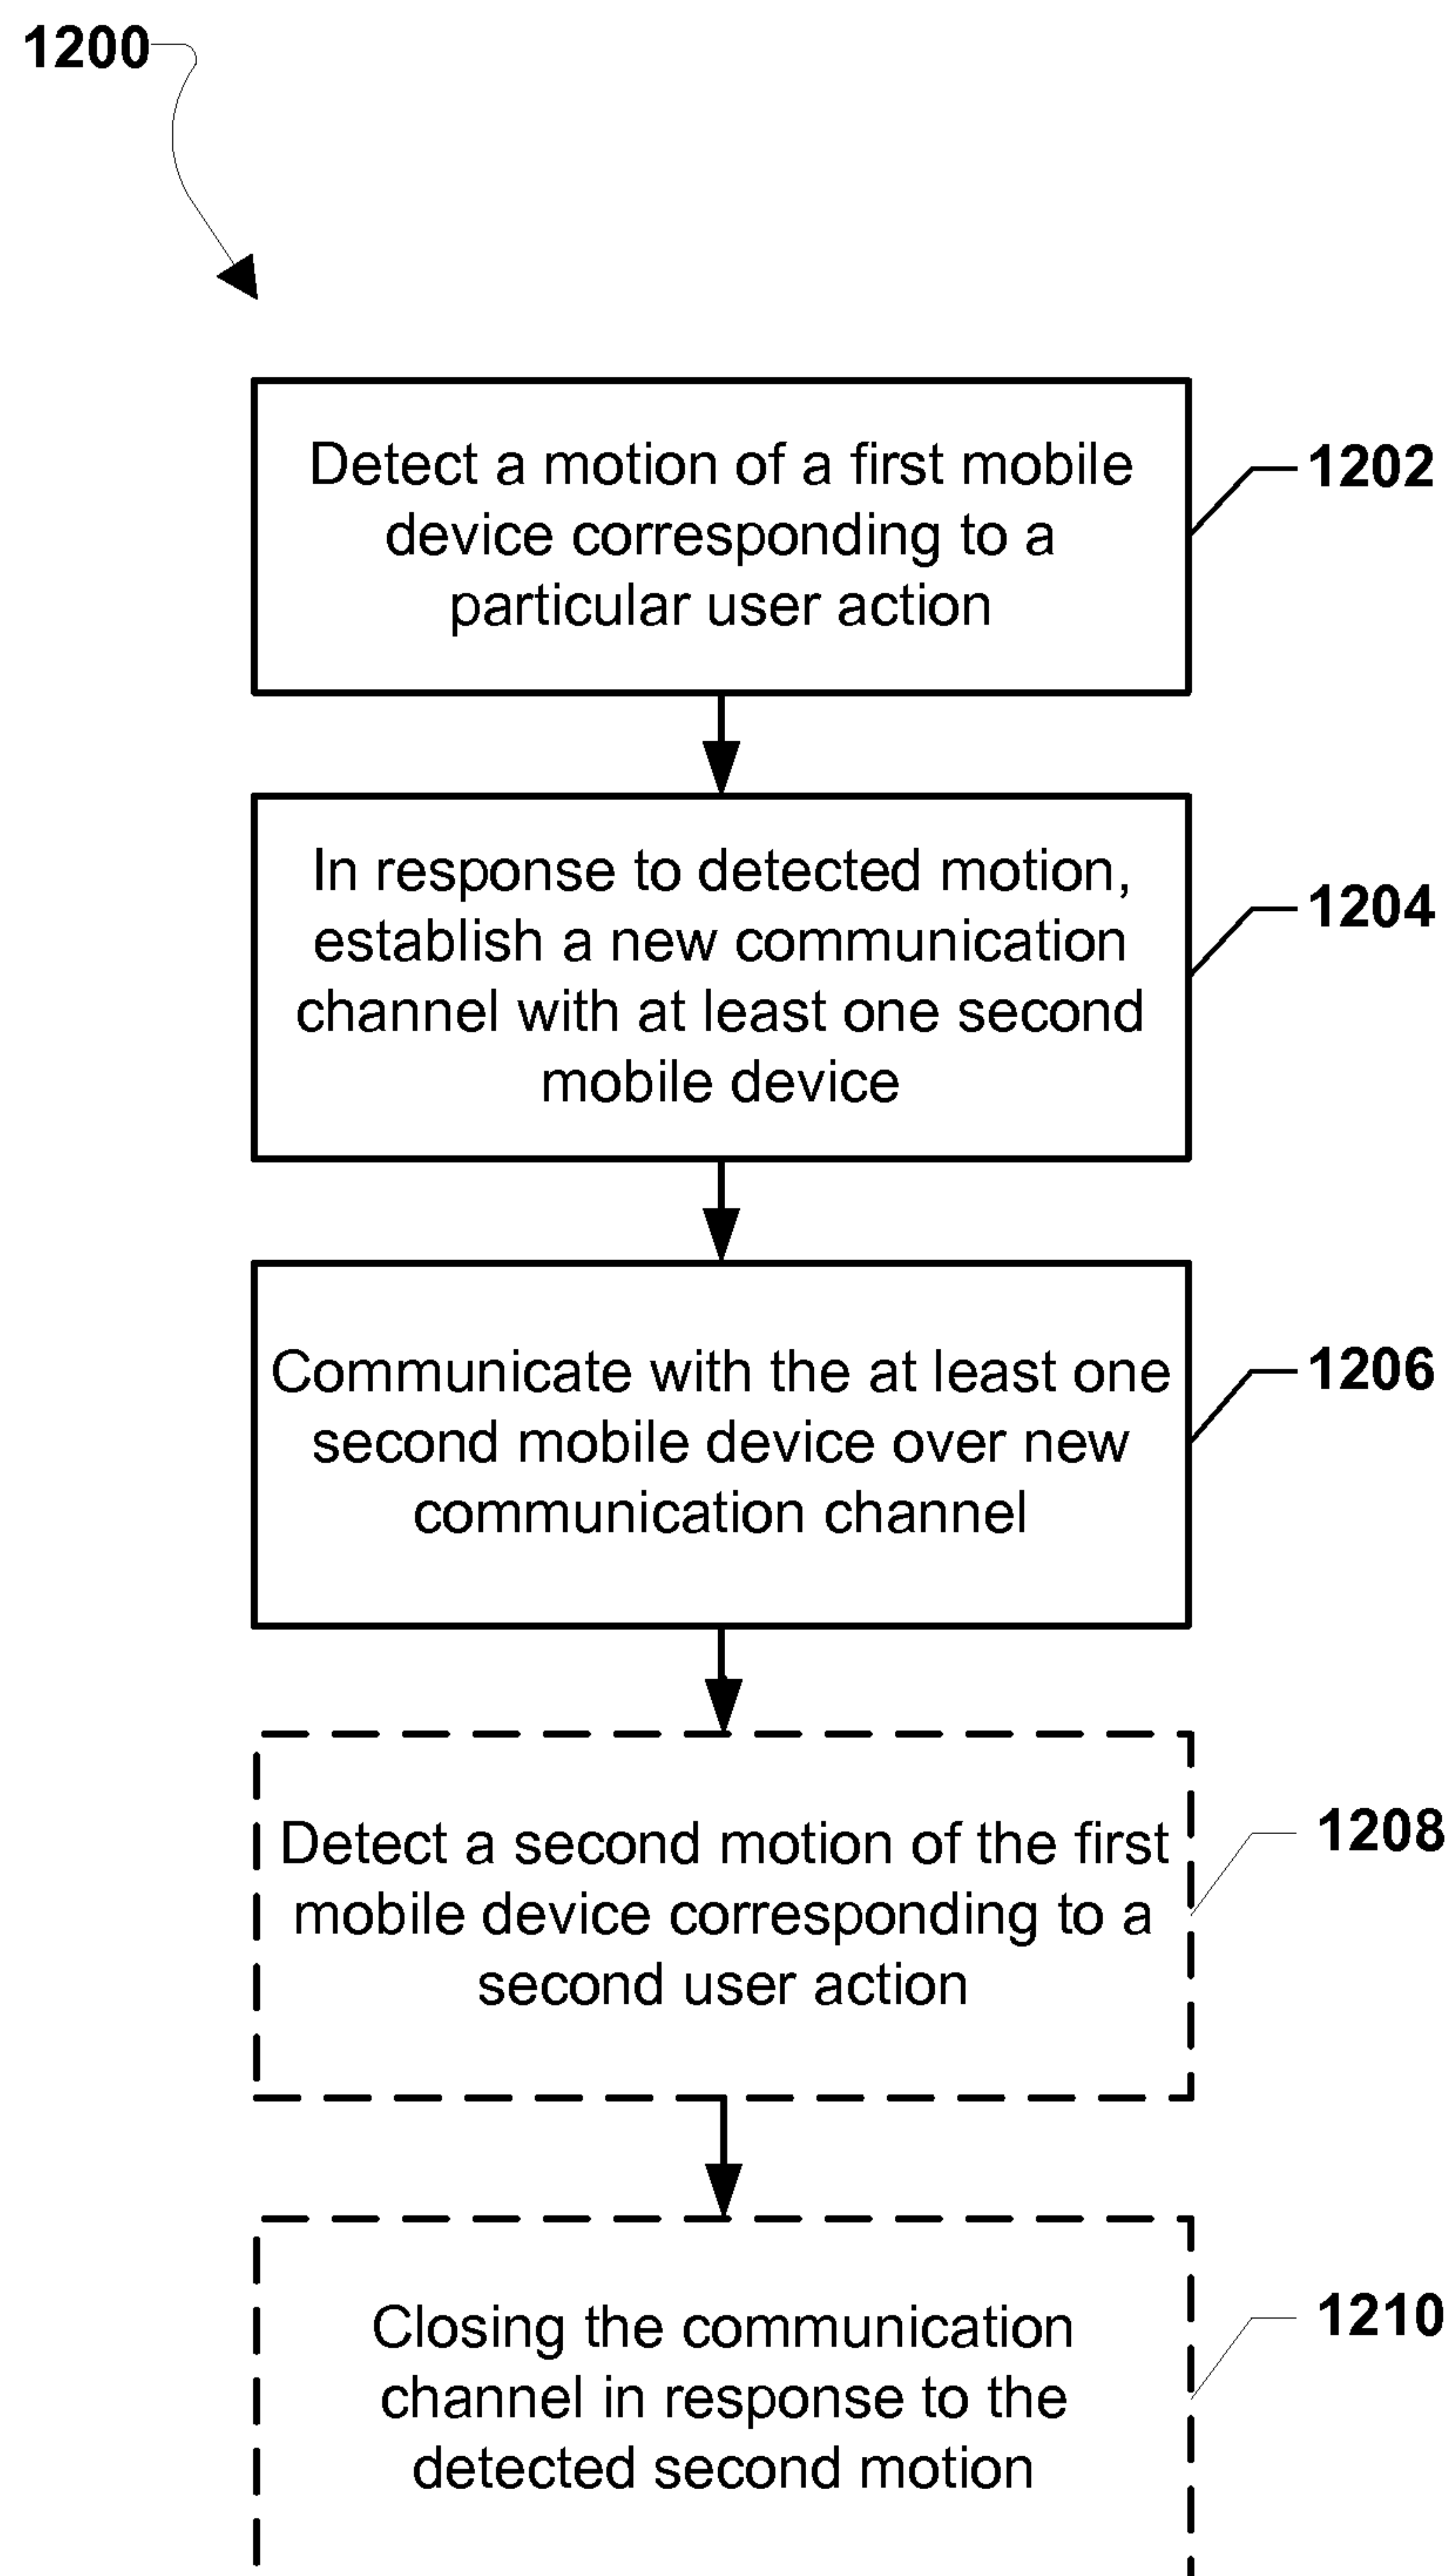 1200
Detect a motion of a first mobile
device corresponding to a
particular user action
1202
In response to detected motion,
establish a new communication
channel with at least one second
mobile device
1204
Communicate with the at least one
second mobile device over new
communication channel
1206
Detect a second motion of the first
mobile device corresponding to a
second user action
1208
Closing the communication
channel in response to the
detected second motion
1210